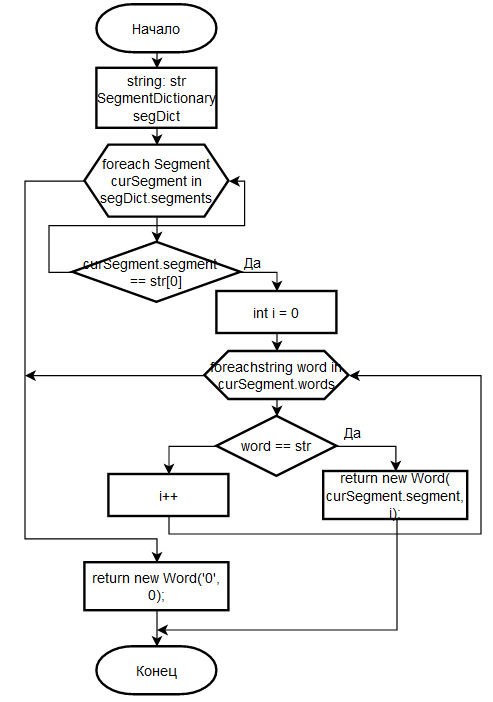 Начало
string: str
SegmentDictionary
segDict
foreach Segment
curSegment in
segDict.segments
curSegment.segment
== str[0]
Да
int i = 0
foreachstring word in
curSegment.words
word == str
Да
i++
return new Word(
curSegment.segment,
i);
return new Word('0',
0);
Конец